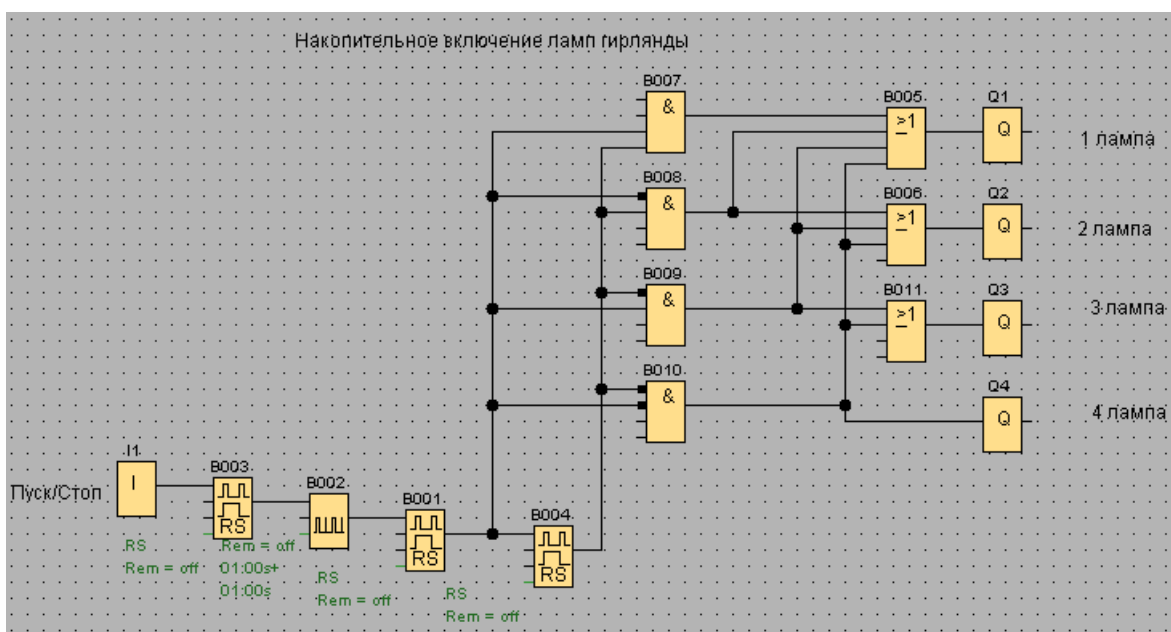 Накопительное включение ламп гирлянды
B007
&
B005
≥1
Q1
Q
1 лампа
B008
&
B006
≥1
Q2
Q
2 лампа
B009
&
B011
≥1
Q3
Q
3 лампа
B010
&
Q4
Q
4 лампа
Пуск/Стоп
I1
I
B003
RS
RS
Rem = off
B002
Rem = off
01:00s+
01:00s
B001
RS
RS
Rem = off
B004
RS
RS
Rem = off